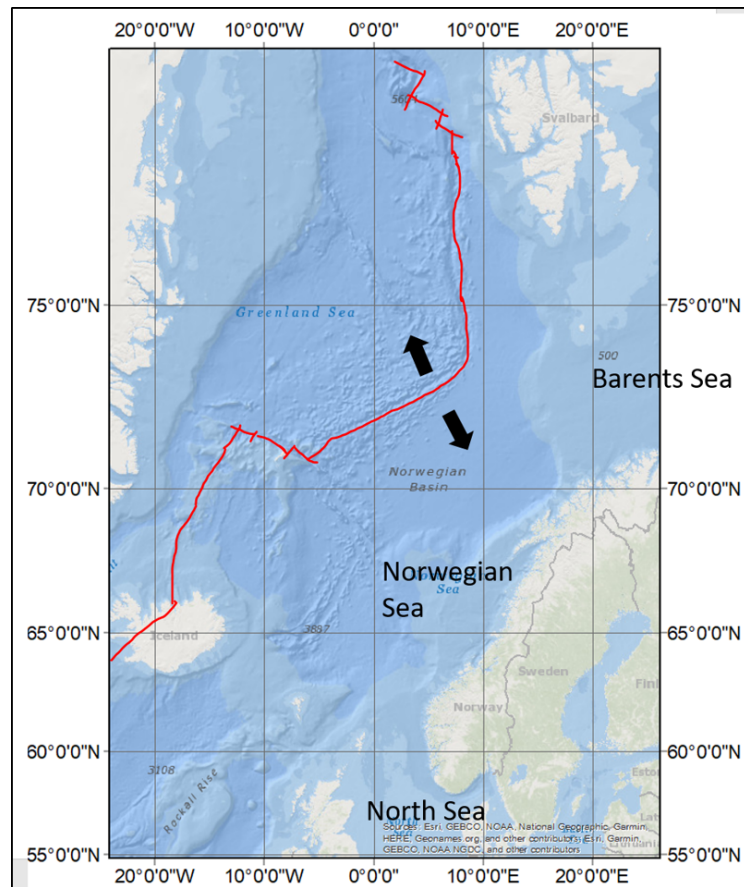 20°0'0"W 10°0'0"W 0°0'0" 10°0'0"E 20°0'0"E
5601
Svalbard
75°0'0"N 75°0'0"N
Greenland Sea
500
Barents Sea
Norwegian
Basin
70°0'0"N 70°0'0"N
Norwegian
Sea
Sea
3887
65°0'0"N 65°0'0"N
Iceland
Sweden
Fin
Norway
60°0'0"N 60°0'0"N
3108
Rockall Rise
Esto
North Sea
Sea
Sources: Esri, GEBCO, NOAA, National Geographic, Garmin,
HERE, Geonames.org, and other contributors, Esri, Garmin,
GEBCO, NOAA NGDC, and other contributors
55°0'0"N 55°0'0"N
20°0'0"W 10°0'0"W 0°0'0" 10°0'0"E 20°0'0"E